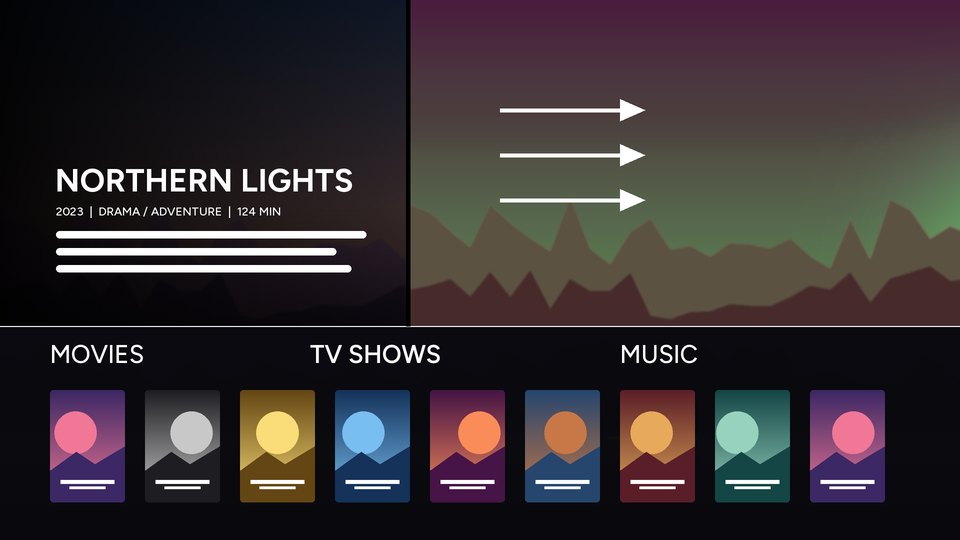 NORTHERN LIGHTS
2023 | DRAMA / ADVENTURE | 124 MIN
MOVIES TV SHOWS MUSIC